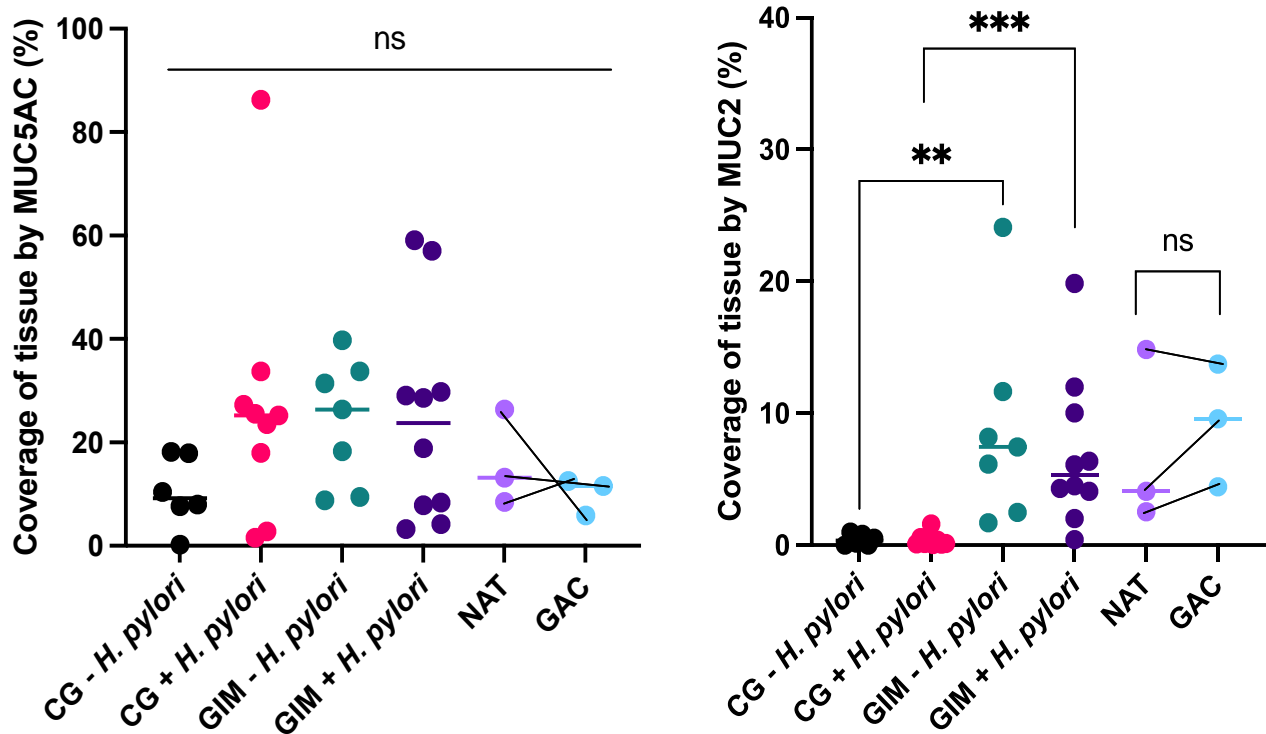 Coverage of tissue by MUC5AC (%)
100
80
60
40
20
0
ns
CG - H. pylori
CG + H. pylori
GIM - H. pylori
GIM + H. pylori
NAT
GAC
Coverage of tissue by MUC2 (%)
40
30
20
10
0
***
**
ns
CG - H. pylori
CG + H. pylori
GIM - H. pylori
GIM + H. pylori
NAT
GAC